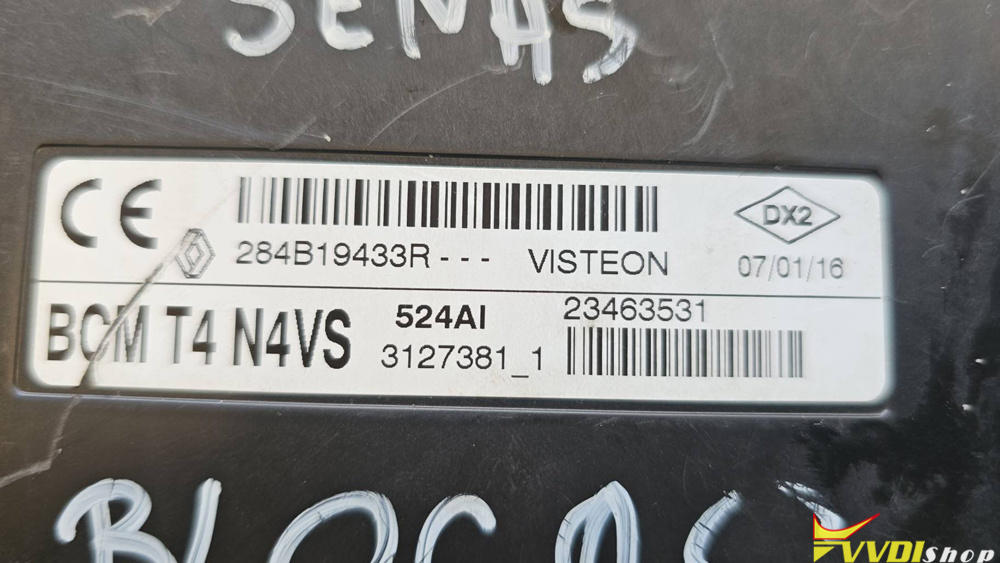 SENAS
CE
DX2
284B19433R--- VISTEON 07/01/16
BCM T4 N4VS 524AI 23463531
3127381_1
VVDIshop